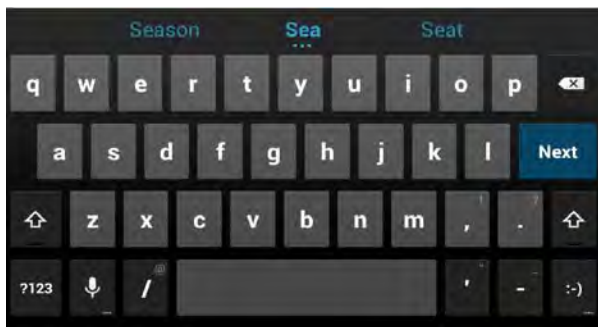 Season Sea Seat
q w e r t y u i o p
a s d f g h j k l Next
z x c v b n m , ! . ?
?123 / @ ' - :-)